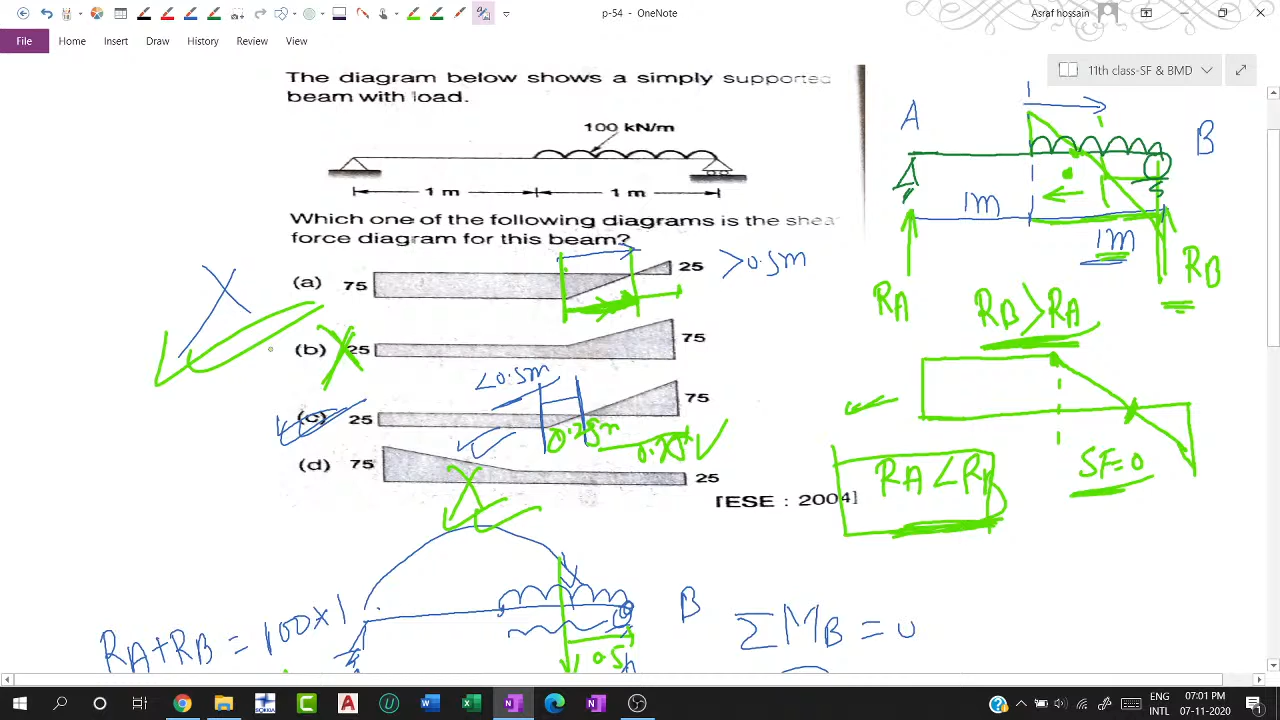 p-54 - OneNote
Asraf hossain
File Home Insert Draw History Review View
11th class-SF & BMD
The diagram below shows a simply supported
beam with load.
100 kN/m
1 m 1 m
Which one of the following diagrams is the shea
force diagram for this beam?
(a) 75 25 >0.5m
(b) 25 75
<0.5m
(c) 25 75
0.25m
(d) 75 25
[ESE : 2004]
A B
1
1m 1m
RA RB
RB>RA
SF=0
RA<RB
RA+RB=100×1
B
ΣMB=0
0.5
ENG
INTL
07:01 PM
07-11-2020